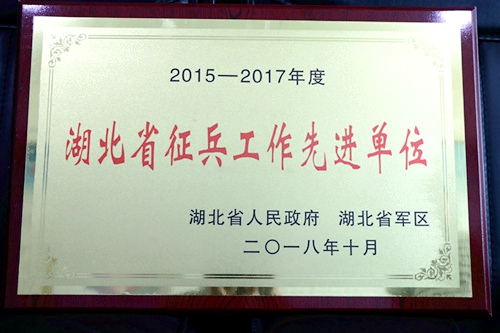 2015—2017年度
湖北省征兵工作先进单位
湖北省人民政府 湖北省军区
二〇一八年十月